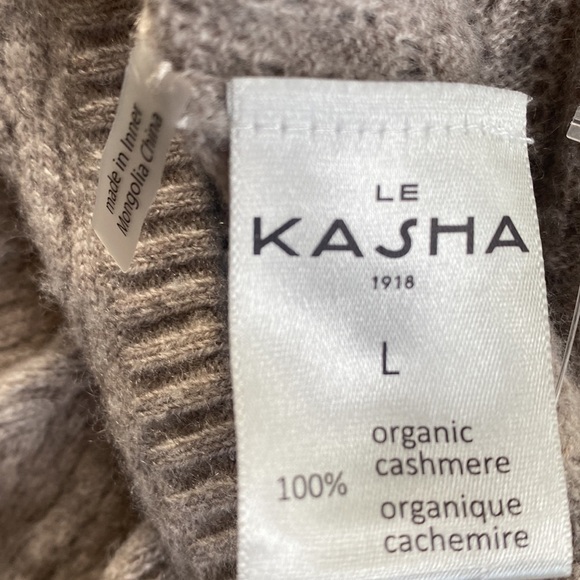 made in Inner
Mongolia China
LE
KASHA
1918
L
100%
organic
cashmere
organique
cachemire